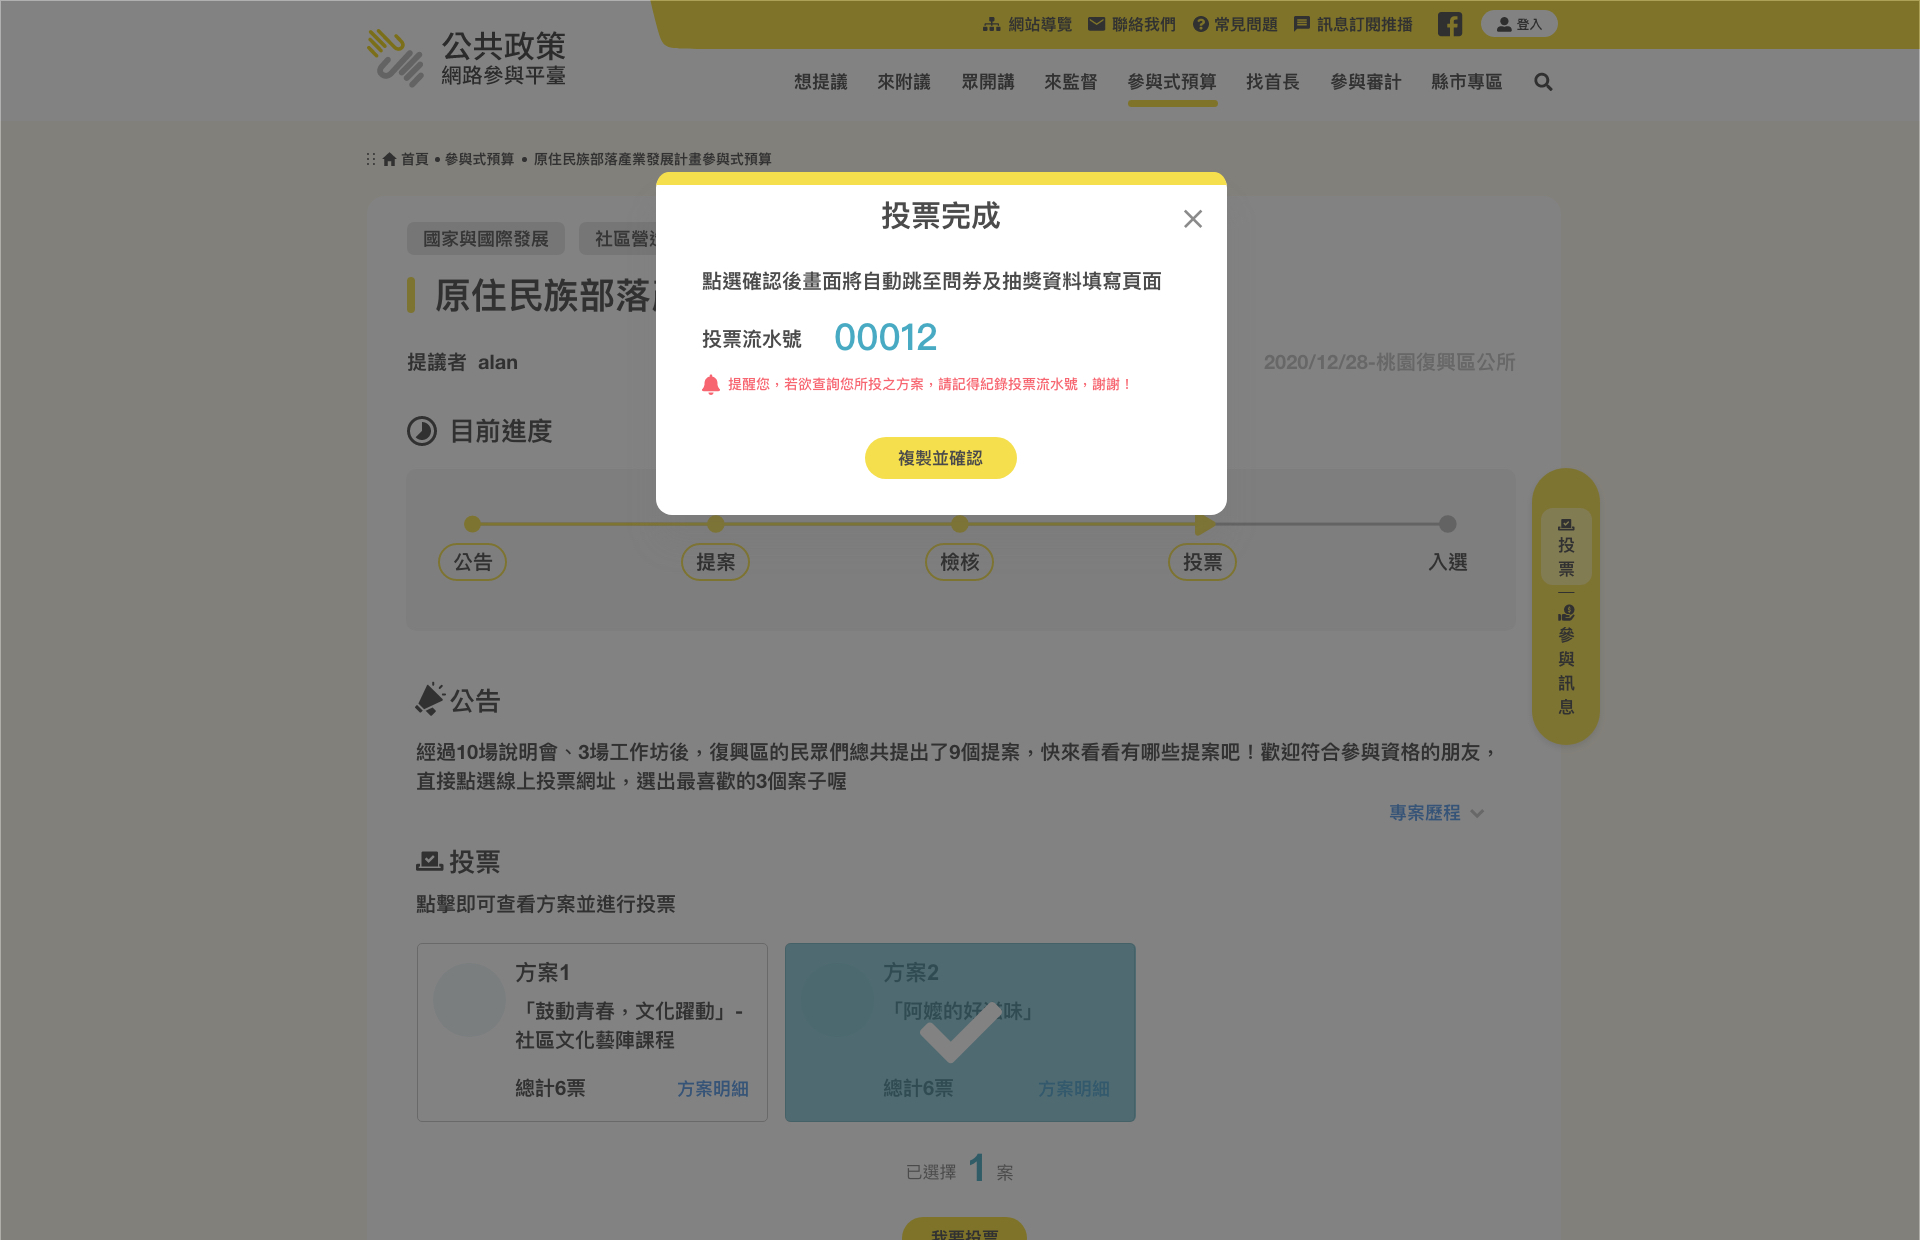 公共政策
網路參與平臺
網站導覽
聯絡我們
常見問題
訊息訂閱推播
登入
想提議
來附議
眾開講
來監督
參與式預算
找首長
參與審計
縣市專區
首頁 • 參與式預算 • 原住民族部落產業發展計畫參與式預算
國家與國際發展
社區營
原住民族部落
提議者 alan
2020/12/28-桃園復興區公所
投票完成
點選確認後畫面將自動跳至問券及抽獎資料填寫頁面
投票流水號 00012
提醒您，若欲查詢您所投之方案，請記得紀錄投票流水號，謝謝！
複製並確認
目前進度
公告
提案
檢核
投票
入選
投票
參與訊息
公告
經過10場說明會、3場工作坊後，復興區的民眾們總共提出了9個提案，快來看看有哪些提案吧！歡迎符合參與資格的朋友，
直接點選線上投票網址，選出最喜歡的3個案子喔
專案歷程
投票
點擊即可查看方案並進行投票
方案1
「鼓動青春，文化躍動」-
社區文化藝陣課程
總計6票
方案明細
方案2
「阿嬤的好滋味」
總計6票
方案明細
已選擇 1 案
我要投票